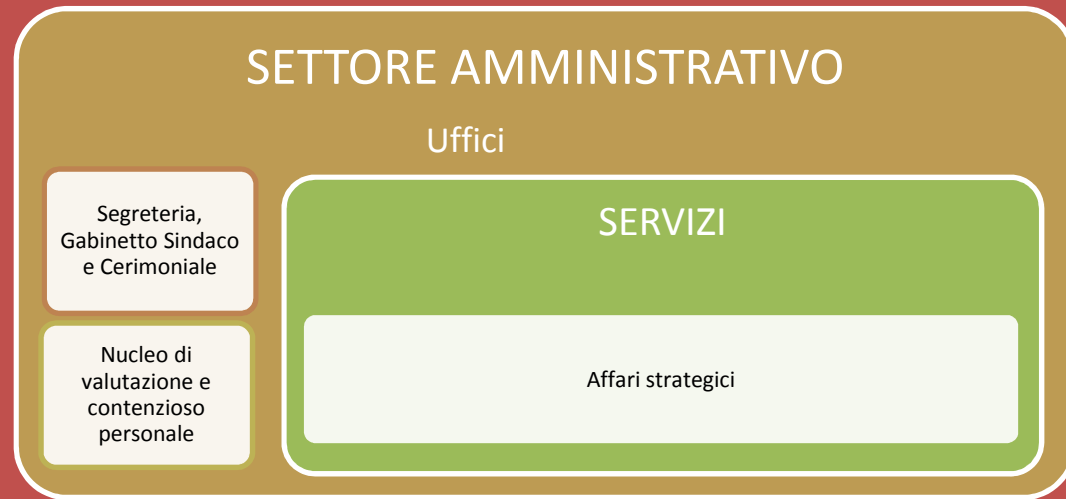 SETTORE AMMINISTRATIVO
Uffici
Segreteria,
Gabinetto Sindaco
e Cerimoniale
Nucleo di
valutazione e
contenzioso
personale
SERVIZI
Affari strategici